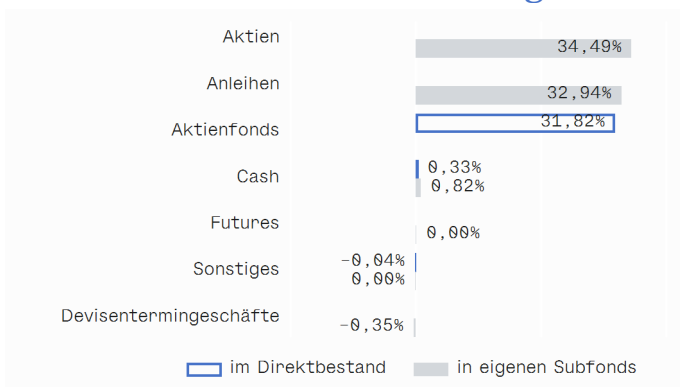 Aktien 34,49%
Anleihen 32,94%
Aktienfonds 31,82%
Cash 0,33%
0,82%
Futures 0,00%
Sonstiges -0,04%
0,00%
Devisentermingeschäfte -0,35%
im Direktbestand in eigenen Subfonds